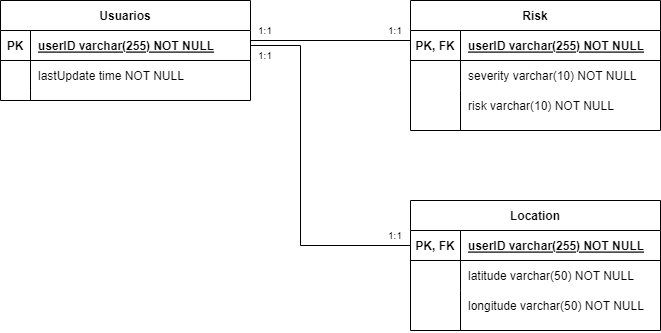 Usuarios
PK userID varchar(255) NOT NULL
lastUpdate time NOT NULL
1:1
1:1
1:1
1:1
Risk
PK, FK userID varchar(255) NOT NULL
severity varchar(10) NOT NULL
risk varchar(10) NOT NULL
Location
PK, FK userID varchar(255) NOT NULL
latitude varchar(50) NOT NULL
longitude varchar(50) NOT NULL